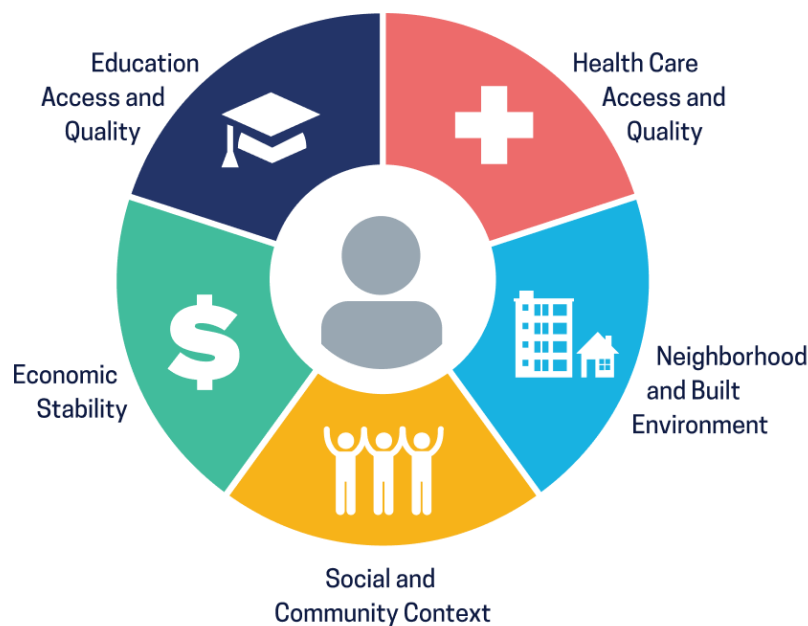 Education
Access and
Quality
Health Care
Access and
Quality
Economic
Stability
Neighborhood
and Built
Environment
Social and
Community Context